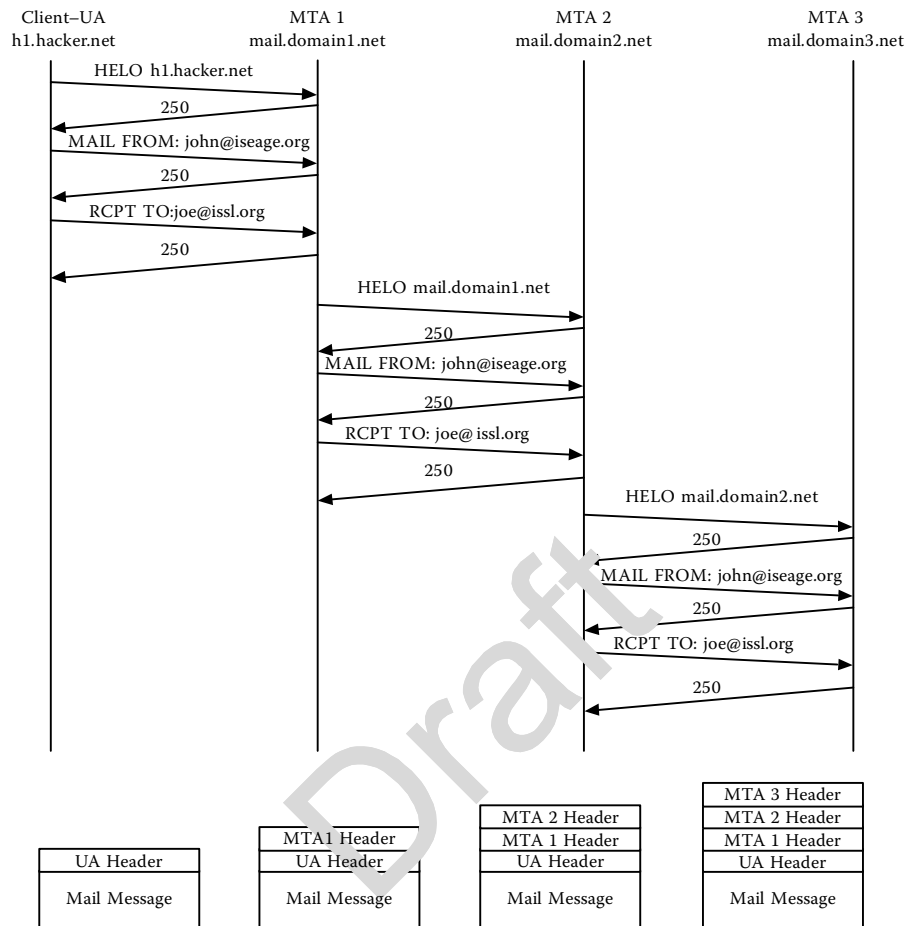 Client–UA
h1.hacker.net
MTA 1
mail.domain1.net
MTA 2
mail.domain2.net
MTA 3
mail.domain3.net
HELO h1.hacker.net
250
MAIL FROM: john@iseage.org
250
RCPT TO:joe@issl.org
250
HELO mail.domain1.net
250
MAIL FROM: john@iseage.org
250
RCPT TO: joe@ issl.org
250
HELO mail.domain2.net
250
MAIL FROM: john@iseage.org
250
RCPT TO: joe@issl.org
250
Draft
UA Header
Mail Message
MTA1 Header
UA Header
Mail Message
MTA 2 Header
MTA 1 Header
UA Header
Mail Message
MTA 3 Header
MTA 2 Header
MTA 1 Header
UA Header
Mail Message